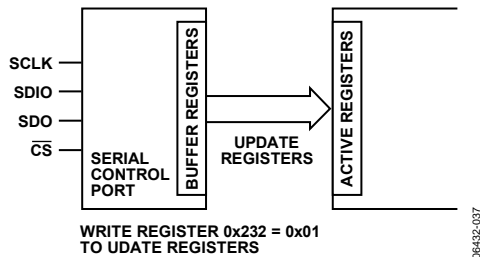 SCLK
SDIO
SDO
CS
SERIAL
CONTROL
PORT
BUFFER REGISTERS
UPDATE
REGISTERS
ACTIVE REGISTERS
WRITE REGISTER 0x232 = 0x01
TO UDATE REGISTERS
06432-037